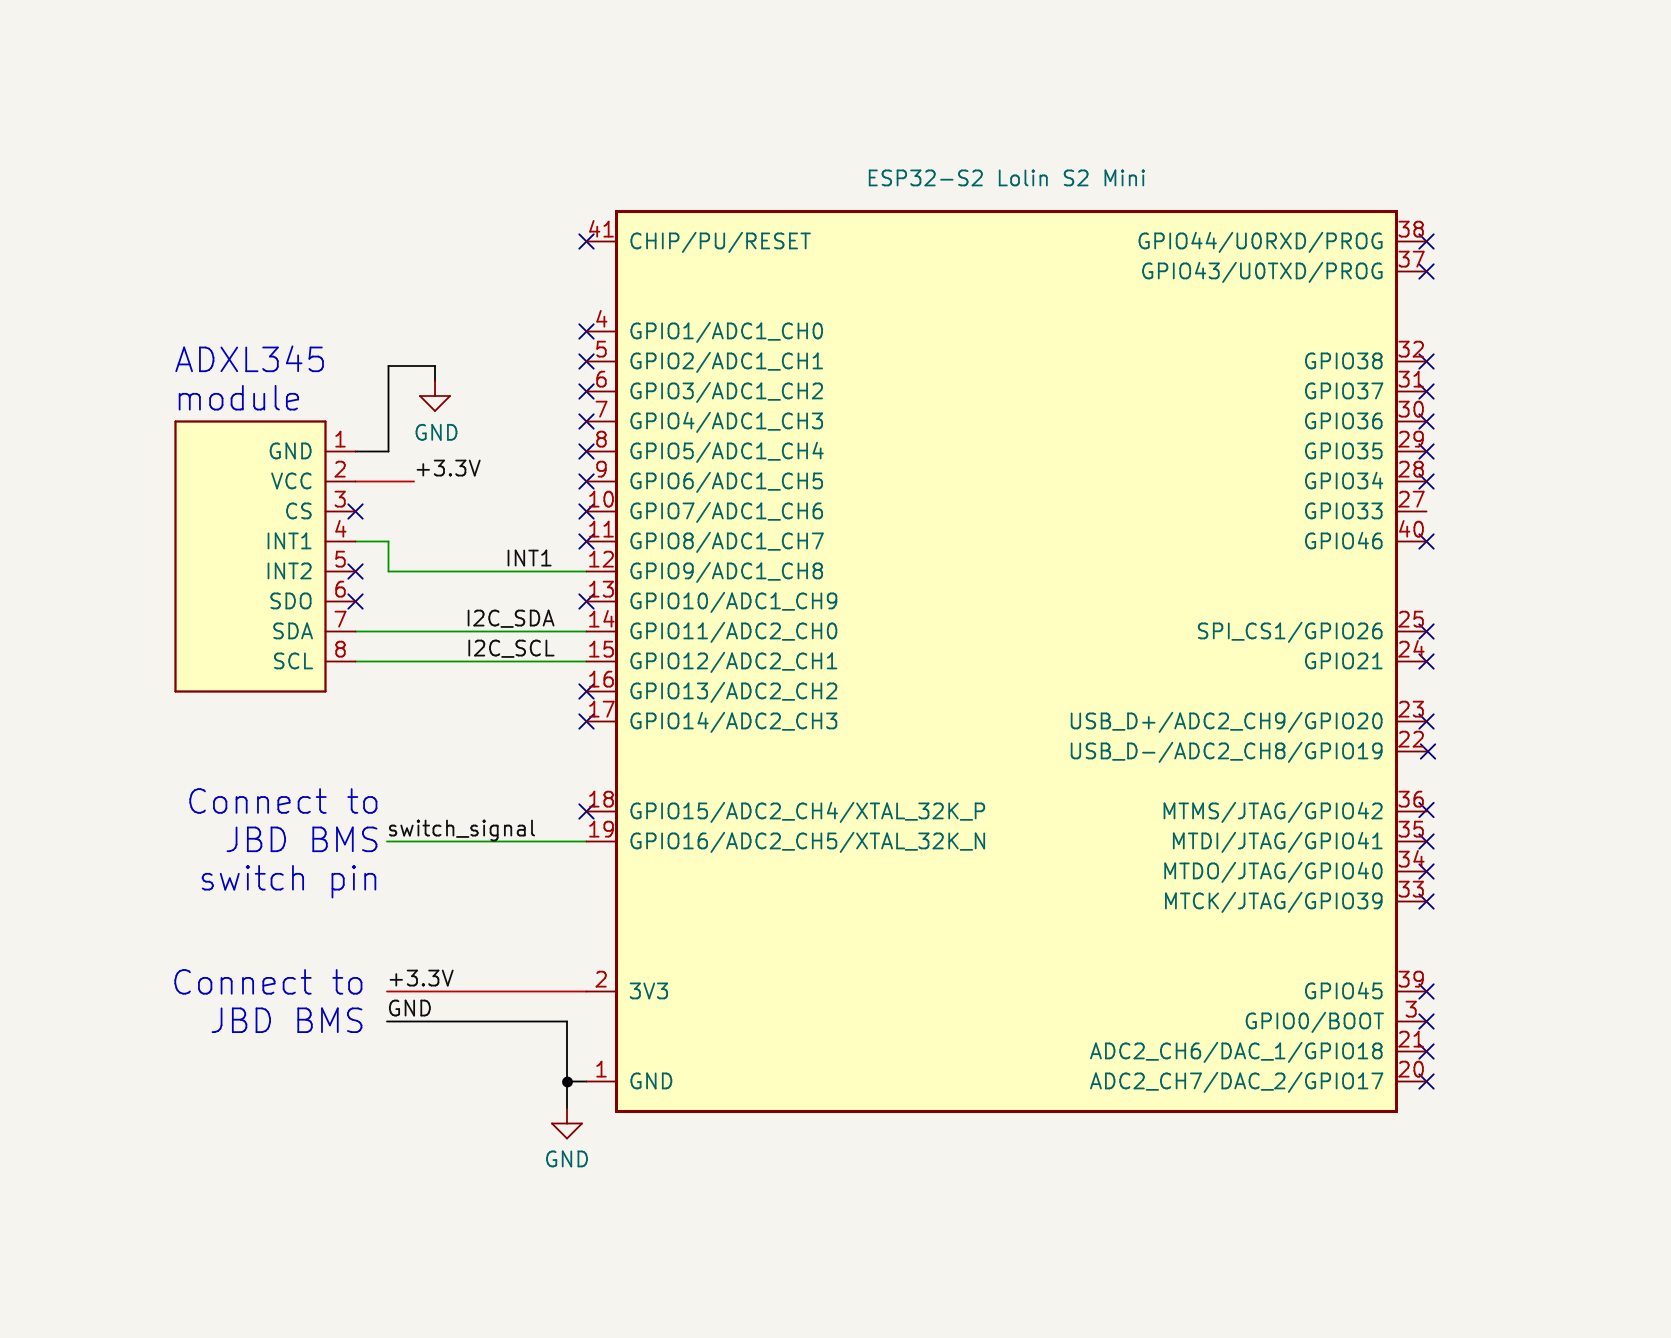 ESP32-S2 Lolin S2 Mini
41 CHIP/PU/RESET
4 GPIO1/ADC1_CH0
5 GPIO2/ADC1_CH1
6 GPIO3/ADC1_CH2
7 GPIO4/ADC1_CH3
8 GPIO5/ADC1_CH4
9 GPIO6/ADC1_CH5
10 GPIO7/ADC1_CH6
11 GPIO8/ADC1_CH7
12 GPIO9/ADC1_CH8
13 GPIO10/ADC1_CH9
14 GPIO11/ADC2_CH0
15 GPIO12/ADC2_CH1
16 GPIO13/ADC2_CH2
17 GPIO14/ADC2_CH3
18 GPIO15/ADC2_CH4/XTAL_32K_P
19 GPIO16/ADC2_CH5/XTAL_32K_N
2 3V3
1 GND
GPIO44/U0RXD/PROG 38
GPIO43/U0TXD/PROG 37
GPIO38 32
GPIO37 31
GPIO36 30
GPIO35 29
GPIO34 28
GPIO33 27
GPIO46 40
SPI_CS1/GPIO26 25
GPIO21 24
USB_D+/ADC2_CH9/GPIO20 23
USB_D-/ADC2_CH8/GPIO19 22
MTMS/JTAG/GPIO42 36
MTDI/JTAG/GPIO41 35
MTDO/JTAG/GPIO40 34
MTCK/JTAG/GPIO39 33
GPIO45 39
GPIO0/BOOT 3
ADC2_CH6/DAC_1/GPIO18 21
ADC2_CH7/DAC_2/GPIO17 20
ADXL345
module
GND 1
VCC 2
CS 3
INT1 4
INT2 5
SDO 6
SDA 7
SCL 8
GND
+3.3V
INT1
I2C_SDA
I2C_SCL
Connect to
JBD BMS
switch pin
switch_signal
Connect to
JBD BMS
+3.3V
GND
GND